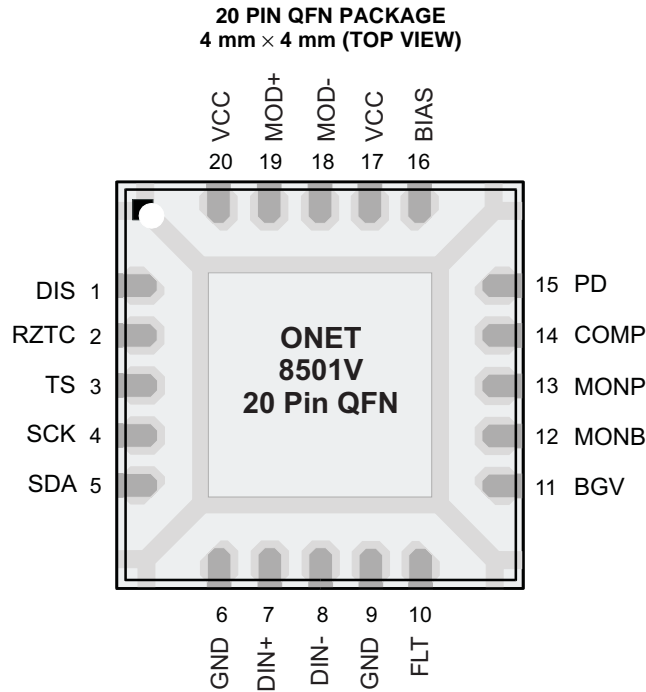 20 PIN QFN PACKAGE
4 mm × 4 mm (TOP VIEW)
VCC
MOD+
MOD-
VCC
BIAS
20 19 18 17 16
DIS 1
RZTC 2
TS 3
SCK 4
SDA 5
ONET
8501V
20 Pin QFN
15 PD
14 COMP
13 MONP
12 MONB
11 BGV
6 7 8 9 10
GND
DIN+
DIN-
GND
FLT